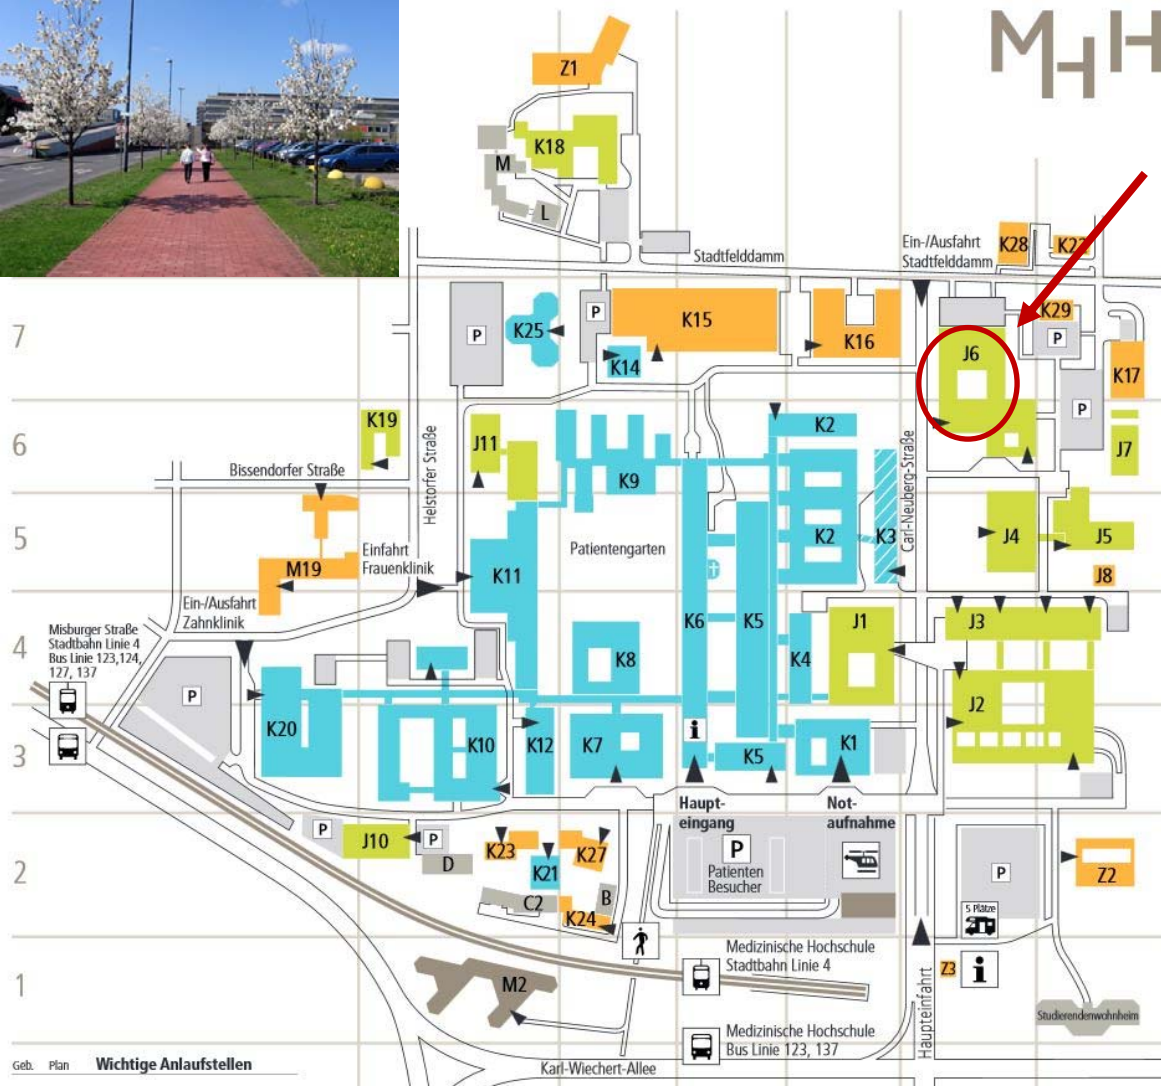 MHH
Z1
K18
M
L
Stadtfelddamm
Ein-/Ausfahrt
Stadtfelddamm
K28
K22
7
P
K25
P
K15
K14
K16
J6
K29
P
K17
6
K19
J11
Helstorfer Straße
Bissendorfer Straße
K9
K2
P
J7
5
Patientengarten
K2
K3
Carl-Neuberg-Straße
J4
J5
J8
M19
Einfahrt
Frauenklinik
K11
Ein-/Ausfahrt
Zahnklinik
4
Misburger Straße
Stadtbahn Linie 4
Bus Linie 123,124,
127, 137
P
K8
K6
K5
K4
J1
J3
J2
3
K20
K10
K12
K7
i
K5
K1
Haupt-
eingang
Not-
aufnahme
2
P
J10
P
D
K23
K21
K27
C2
B
K24
P
Patienten
Besucher
P
Z2
5 Plätze
1
M2
Medizinische Hochschule
Stadtbahn Linie 4
Haupteinfahrt
Z3
i
Studierendenwohnheim
Medizinische Hochschule
Bus Linie 123, 137
Karl-Wiechert-Allee
Geb. Plan Wichtige Anlaufstellen